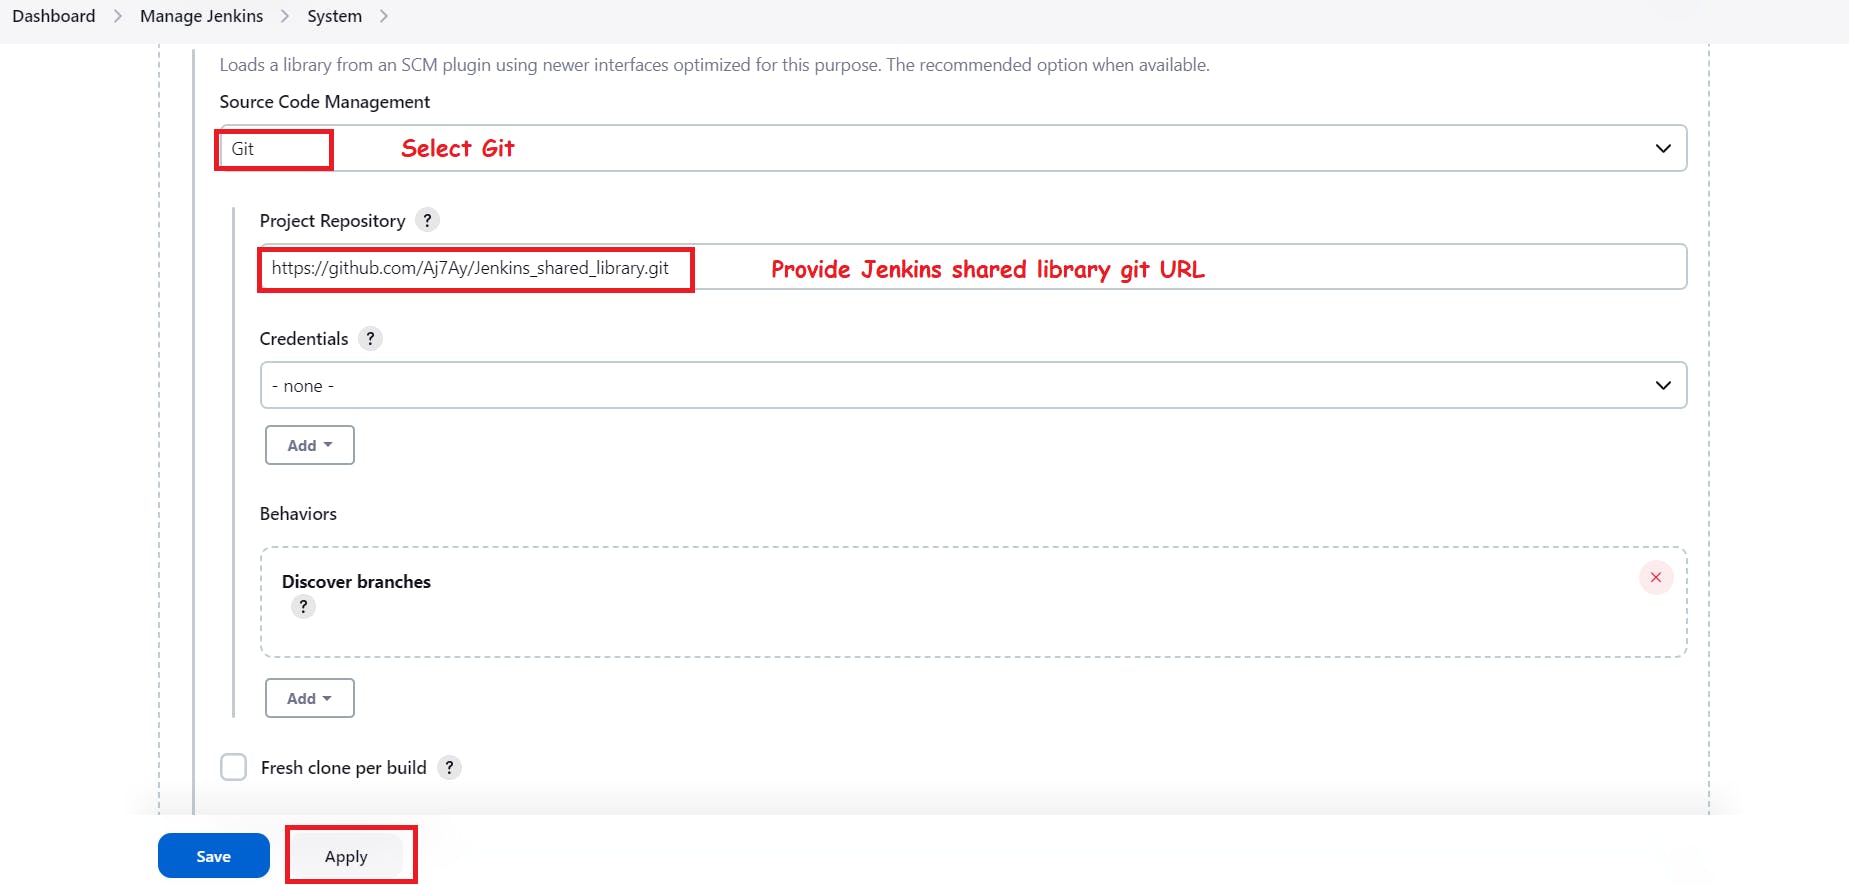 Dashboard > Manage Jenkins > System >
Loads a library from an SCM plugin using newer interfaces optimized for this purpose. The recommended option when available.
Source Code Management
Git Select Git
Project Repository ?
https://github.com/Aj7Ay/Jenkins_shared_library.git Provide Jenkins shared library git URL
Credentials ?
- none -
Add
Behaviors
Discover branches
?
Add
Fresh clone per build ?
Save Apply